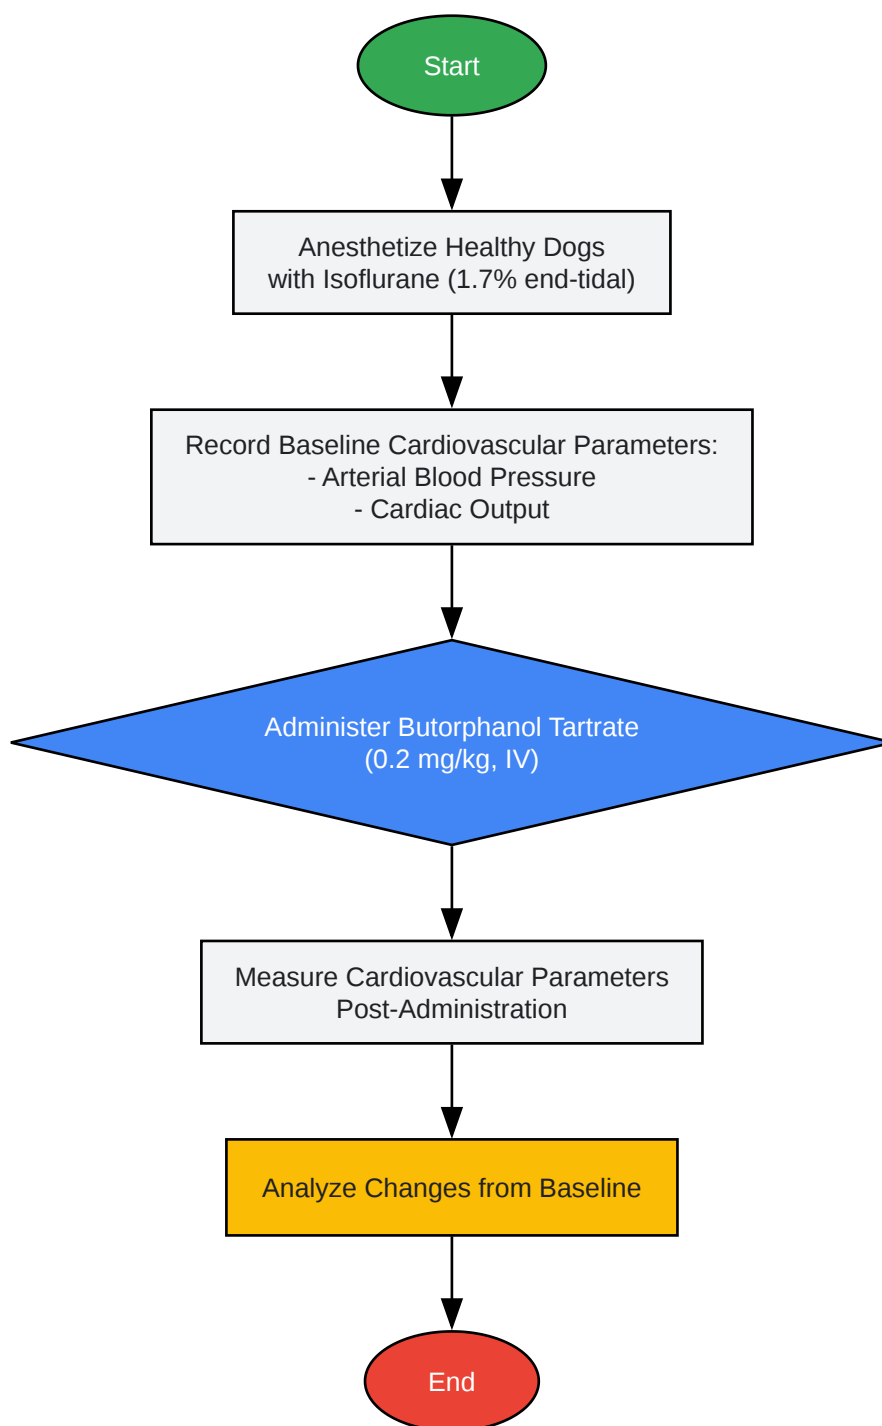 Start
Anesthetize Healthy Dogs
with Isoflurane (1.7% end-tidal)
Record Baseline Cardiovascular Parameters:
- Arterial Blood Pressure
- Cardiac Output
Administer Butorphanol Tartrate
(0.2 mg/kg, IV)
Measure Cardiovascular Parameters
Post-Administration
Analyze Changes from Baseline
End